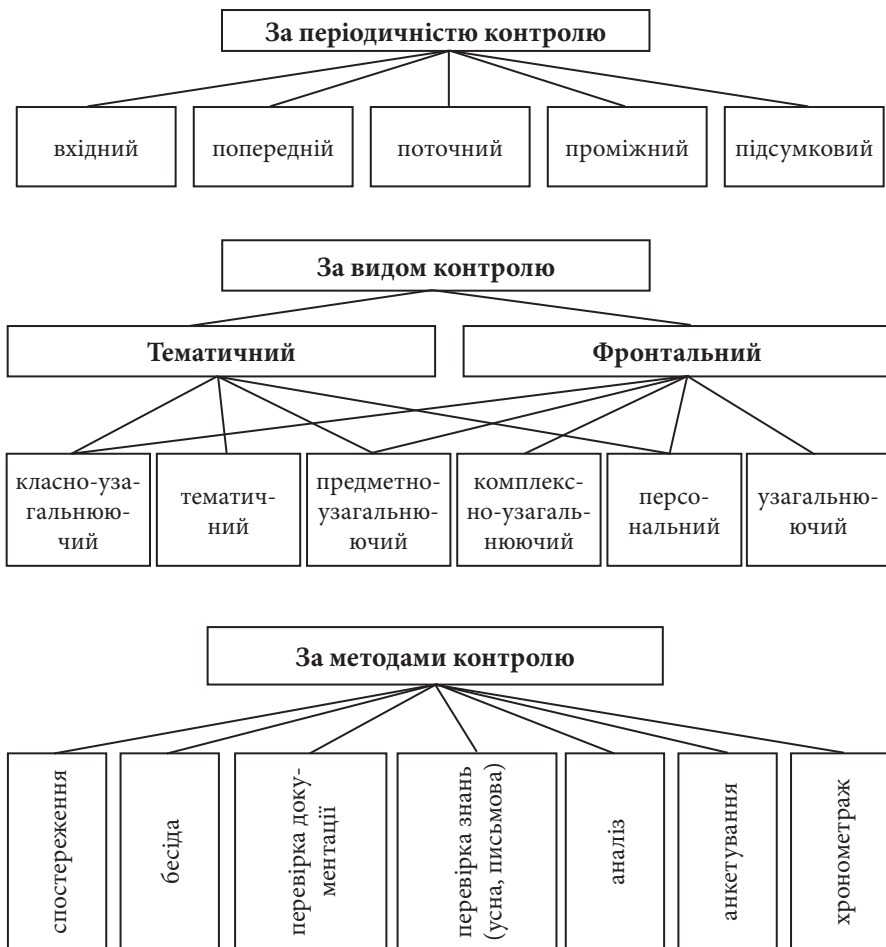 За періодичністю контролю
вхідний
попередній
поточний
проміжний
підсумковий
За видом контролю
Тематичний
Фронтальний
класно-уза-
гальнюю-
чий
тематич-
ний
предметно-
узагальню-
ючий
комплекс-
но-узагаль-
нюючий
персо-
нальний
узагальню-
ючий
За методами контролю
спостереження
бесіда
перевірка доку-
ментації
перевірка знань
(усна, письмова)
аналіз
анкетування
хронометраж